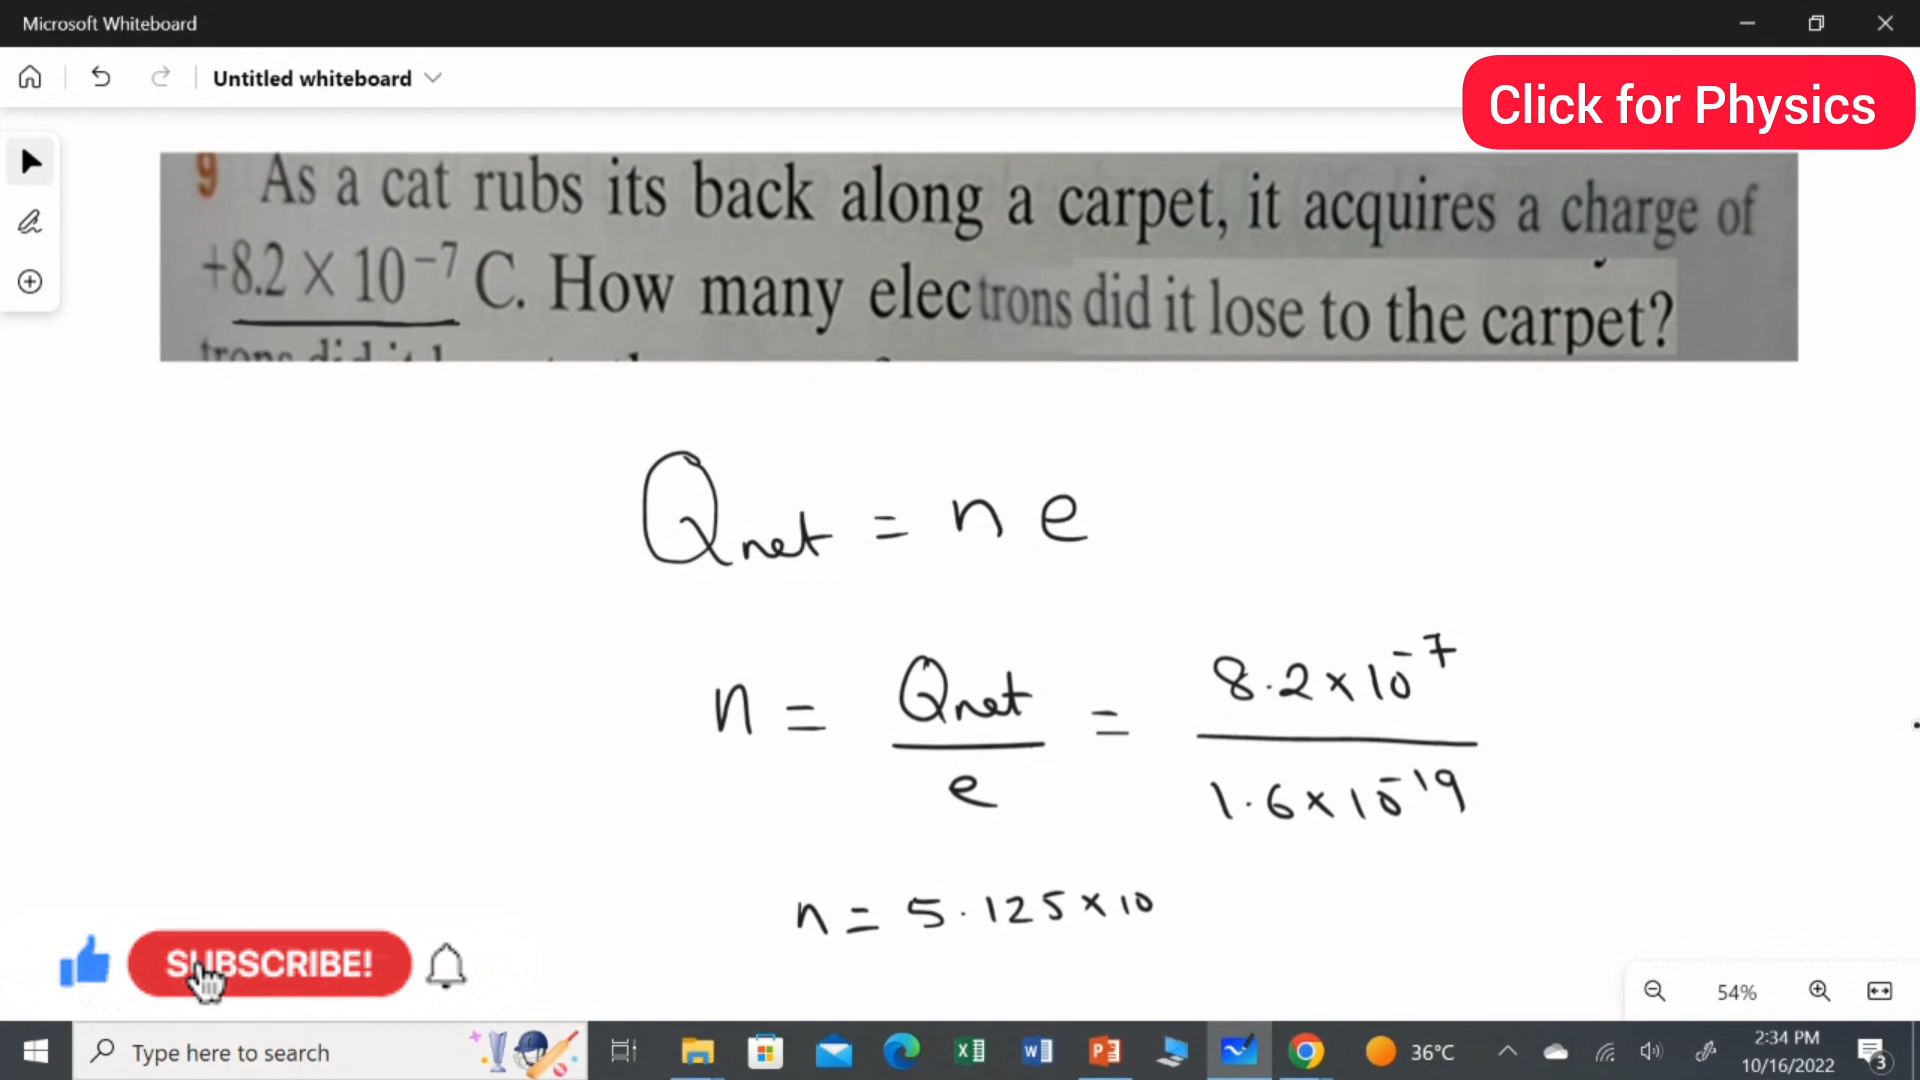 Microsoft Whiteboard
Untitled whiteboard
Click for Physics
9 As a cat rubs its back along a carpet, it acquires a charge of
+8.2 × 10⁻⁷ C. How many electrons did it lose to the carpet?
Qnet = n e
n = Qnet / e = 8.2 × 10⁻⁷ / 1.6 × 10⁻¹⁹
n = 5.125 × 10
SUBSCRIBE!
54%
Type here to search
36°C
2:34 PM
10/16/2022
3